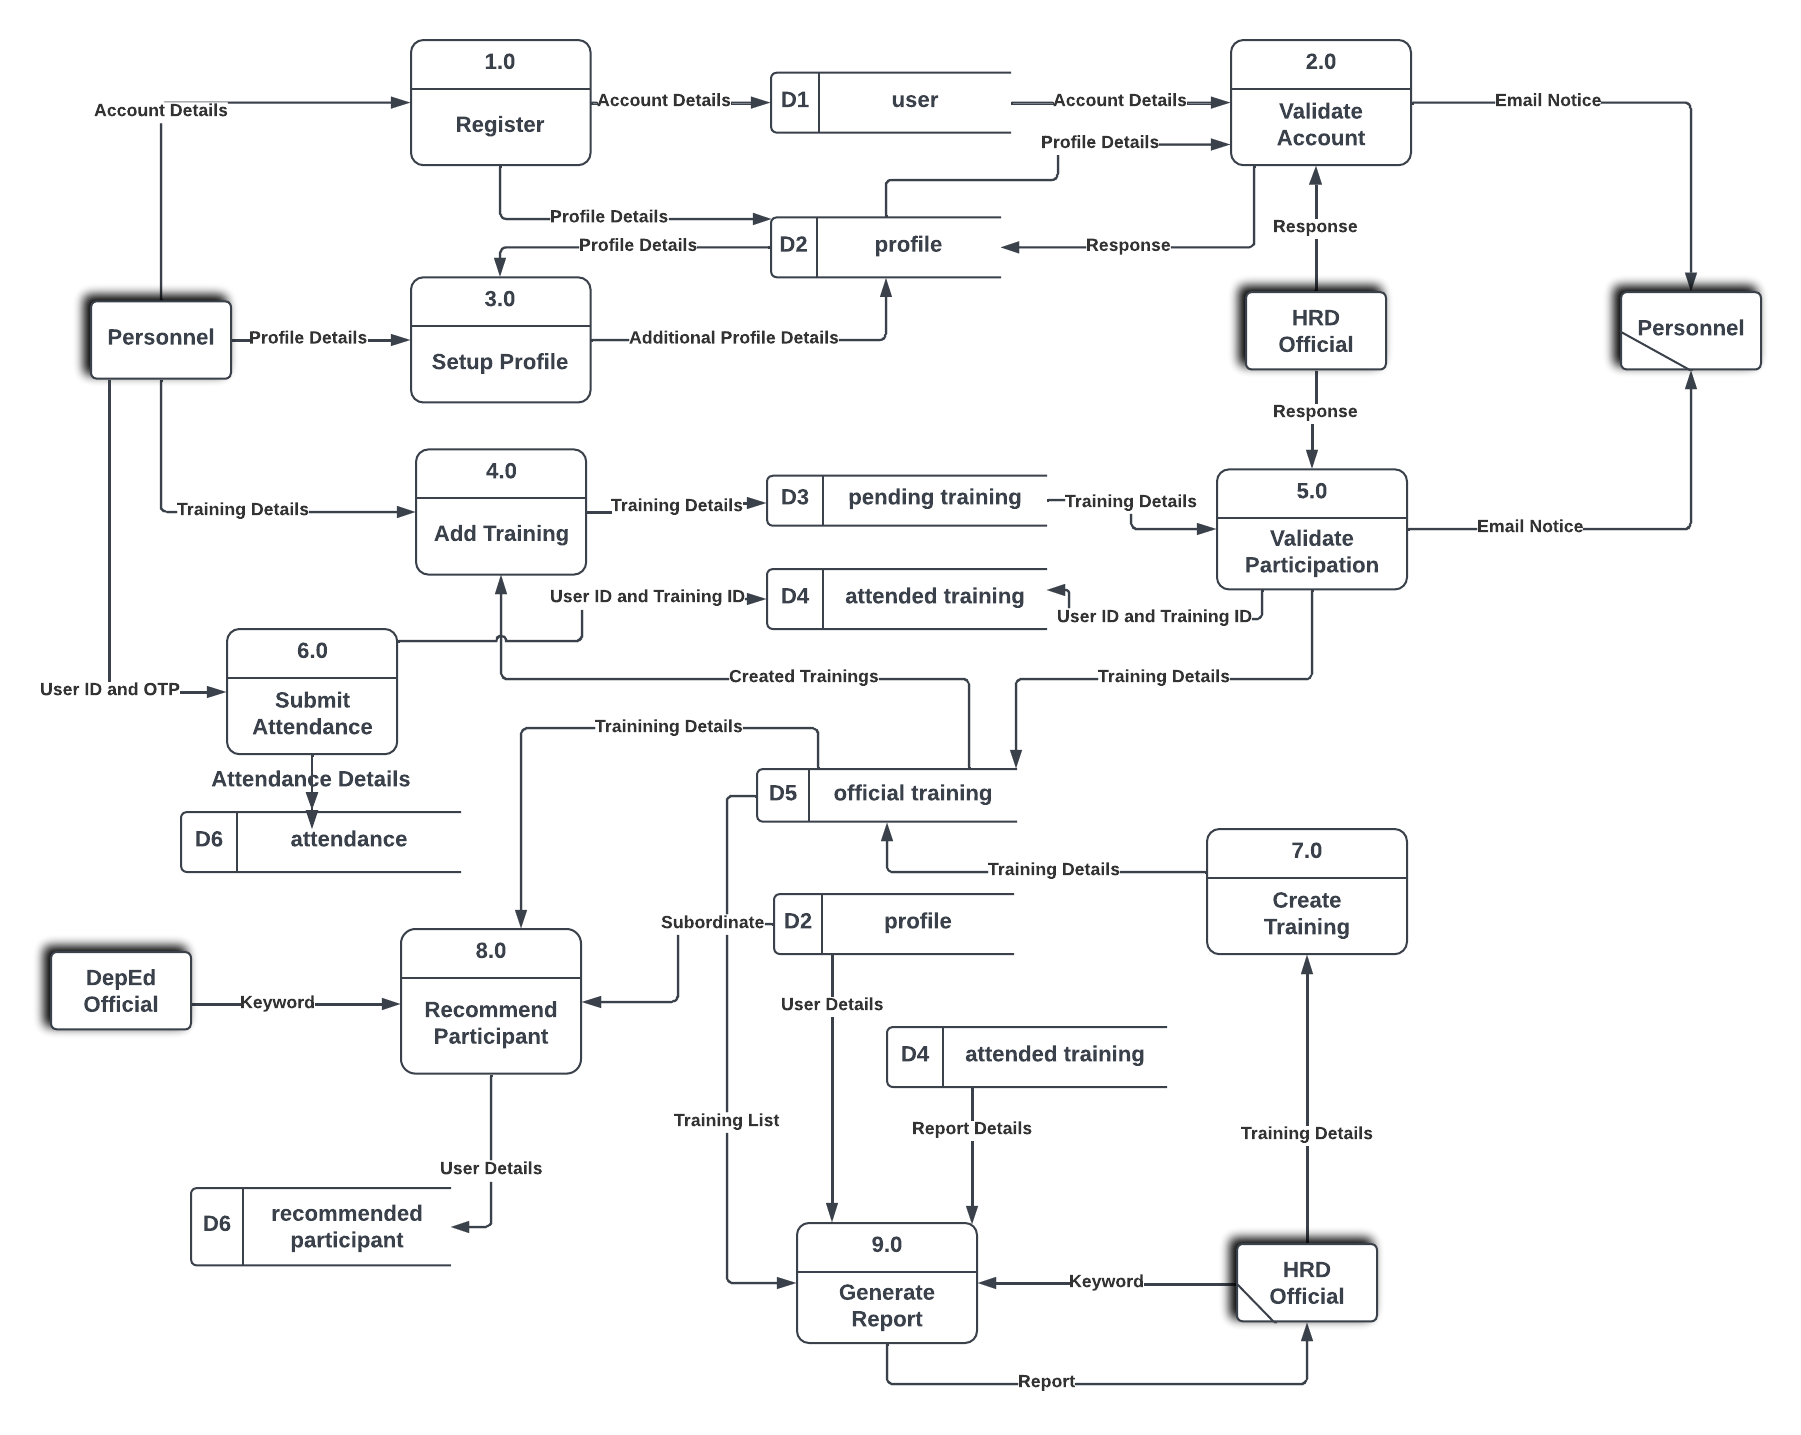 1.0
Register
Account Details
Account Details
D1
user
Account Details
2.0
Validate
Account
Email Notice
Profile Details
Profile Details
Profile Details
D2
profile
Response
Response
3.0
Setup Profile
Personnel
Profile Details
Additional Profile Details
HRD
Official
Personnel
Response
4.0
Add Training
Training Details
Training Details
D3
pending training
Training Details
5.0
Validate
Participation
Email Notice
User ID and Training ID
D4
attended training
User ID and Training ID
6.0
Submit
Attendance
User ID and OTP
Created Trainings
Training Details
Trainining Details
Attendance Details
D6
attendance
D5
official training
7.0
Create
Training
Training Details
Subordinate
D2
profile
8.0
Recommend
Participant
DepEd
Official
Keyword
User Details
D4
attended training
Training List
Report Details
Training Details
User Details
D6
recommended
participant
9.0
Generate
Report
Keyword
HRD
Official
Report